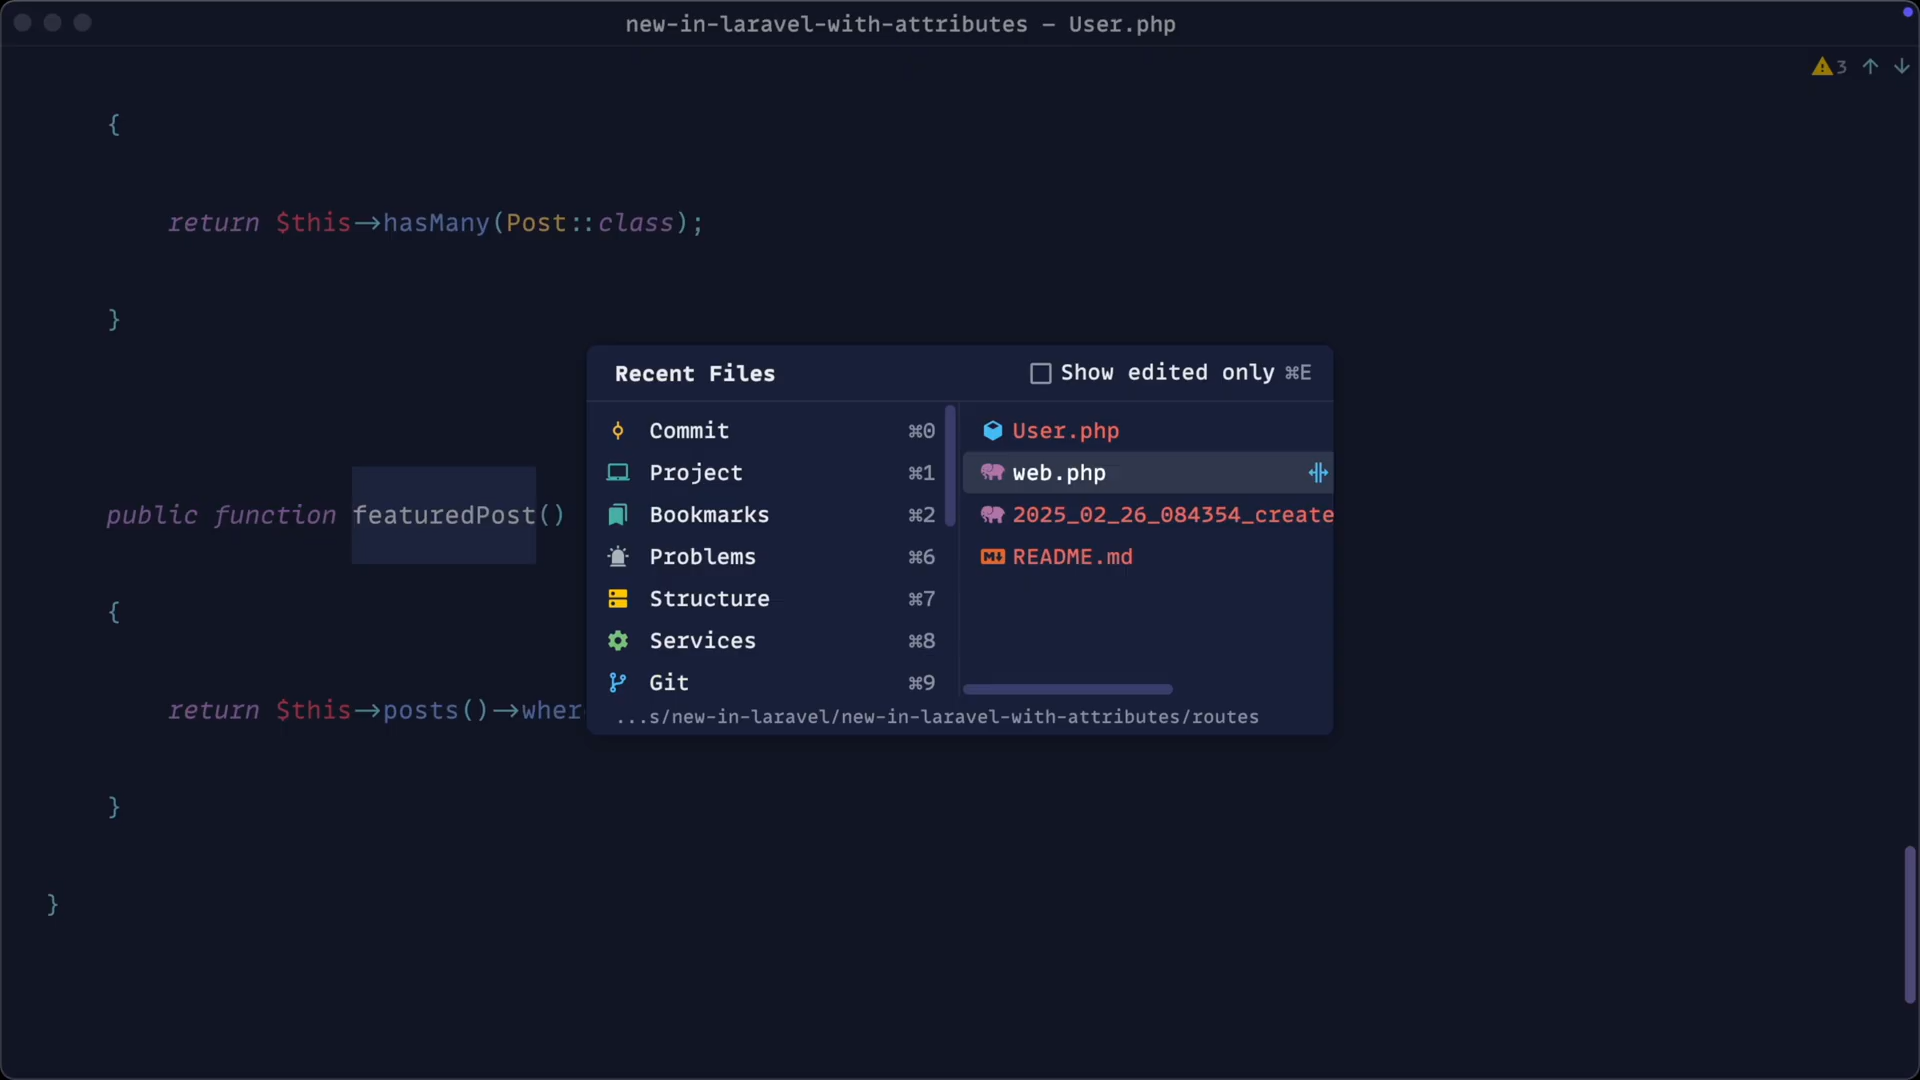 new-in-laravel-with-attributes – User.php
3
{
return $this->hasMany(Post::class);
}
public function featuredPost()
{
return $this->posts()->wher
}
}
Recent Files
Show edited only ⌘E
Commit ⌘0
Project ⌘1
Bookmarks ⌘2
Problems ⌘6
Structure ⌘7
Services ⌘8
Git ⌘9
User.php
web.php
2025_02_26_084354_create
README.md
...s/new-in-laravel/new-in-laravel-with-attributes/routes